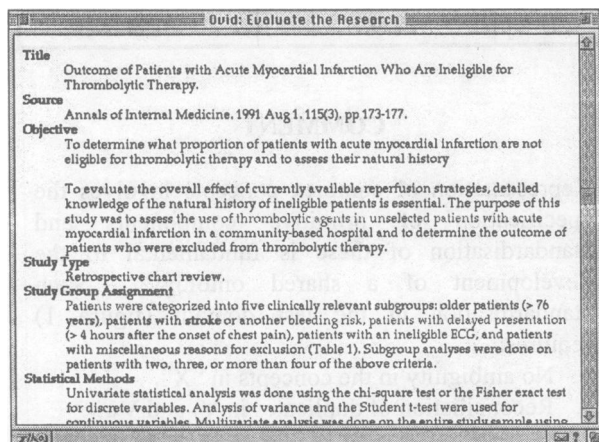 Ovid: Evaluate the Research
Title
Outcome of Patients with Acute Myocardial Infarction Who Are Ineligible for
Thrombolytic Therapy.
Source
Annals of Internal Medicine. 1991 Aug 1. 115(3). pp 173-177.
Objective
To determine what proportion of patients with acute myocardial infarction are not
eligible for thrombolytic therapy and to assess their natural history
To evaluate the overall effect of currently available reperfusion strategies, detailed
knowledge of the natural history of ineligible patients is essential. The purpose of this
study was to assess the use of thrombolytic agents in unselected patients with acute
myocardial infarction in a community-based hospital and to determine the outcome of
patients who were excluded from thrombolytic therapy.
Study Type
Retrospective chart review.
Study Group Assignment
Patients were categorized into five clinically relevant subgroups: older patients (> 76
years), patients with stroke or another bleeding risk, patients with delayed presentation
(> 4 hours after the onset of chest pain), patients with an ineligible ECG, and patients
with miscellaneous reasons for exclusion (Table 1). Subgroup analyses were done on
patients with two, three, or more than four of the above criteria.
Statistical Methods
Univariate statistical analysis was done using the chi-square test or the Fisher exact test
for discrete variables. Analysis of variance and the Student t-test were used for
continuous variables. Multivariate analysis was done on the entire study sample using